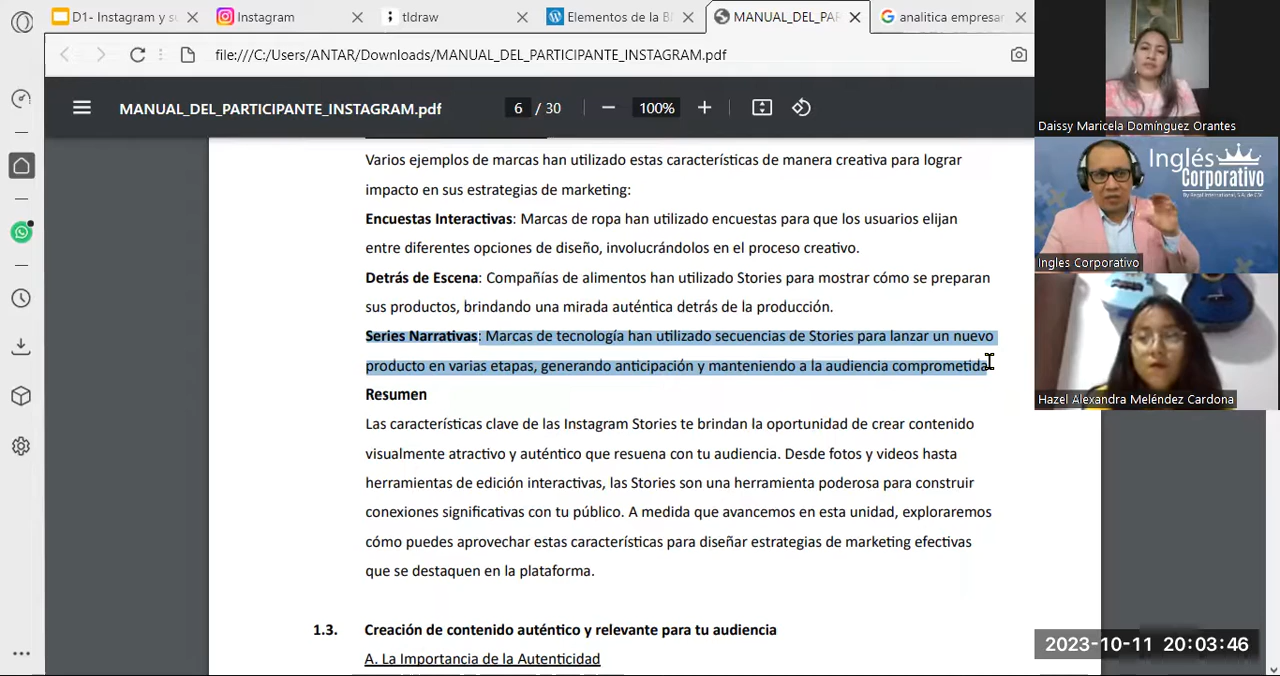 D1- Instagram y su
Instagram
tldraw
Elementos de la BI
MANUAL_DEL_PAR
analitica empresar
file:///C:/Users/ANTAR/Downloads/MANUAL_DEL_PARTICIPANTE_INSTAGRAM.pdf
MANUAL_DEL_PARTICIPANTE_INSTAGRAM.pdf
6 / 30
100%
Varios ejemplos de marcas han utilizado estas características de manera creativa para lograr
impacto en sus estrategias de marketing:
Encuestas Interactivas: Marcas de ropa han utilizado encuestas para que los usuarios elijan
entre diferentes opciones de diseño, involucrándolos en el proceso creativo.
Detras de Escena: Compañías de alimentos han utilizado Stories para mostrar cómo se preparan
sus productos, brindando una mirada auténtica detrás de la producción.
Series Narrativas: Marcas de tecnología han utilizado secuencias de Stories para lanzar un nuevo
producto en varias etapas, generando anticipación y manteniendo a la audiencia comprometida
Resumen
Las características clave de las Instagram Stories te brindan la oportunidad de crear contenido
visualmente atractivo y auténtico que resuena con tu audiencia. Desde fotos y videos hasta
herramientas de edición interactivas, las Stories son una herramienta poderosa para construir
conexiones significativas con tu público. A medida que avancemos en esta unidad, exploraremos
cómo puedes aprovechar estas características para diseñar estrategias de marketing efectivas
que se destaquen en la plataforma.
1.3. Creación de contenido auténtico y relevante para tu audiencia
A. La Importancia de la Autenticidad
Daissy Maricela Domínguez Orantes
Inglés
Corporativo
By Regal International, S.A. de C.V.
Ingles Corporativo
Hazel Alexandra Meléndez Cardona
2023-10-11 20:03:46